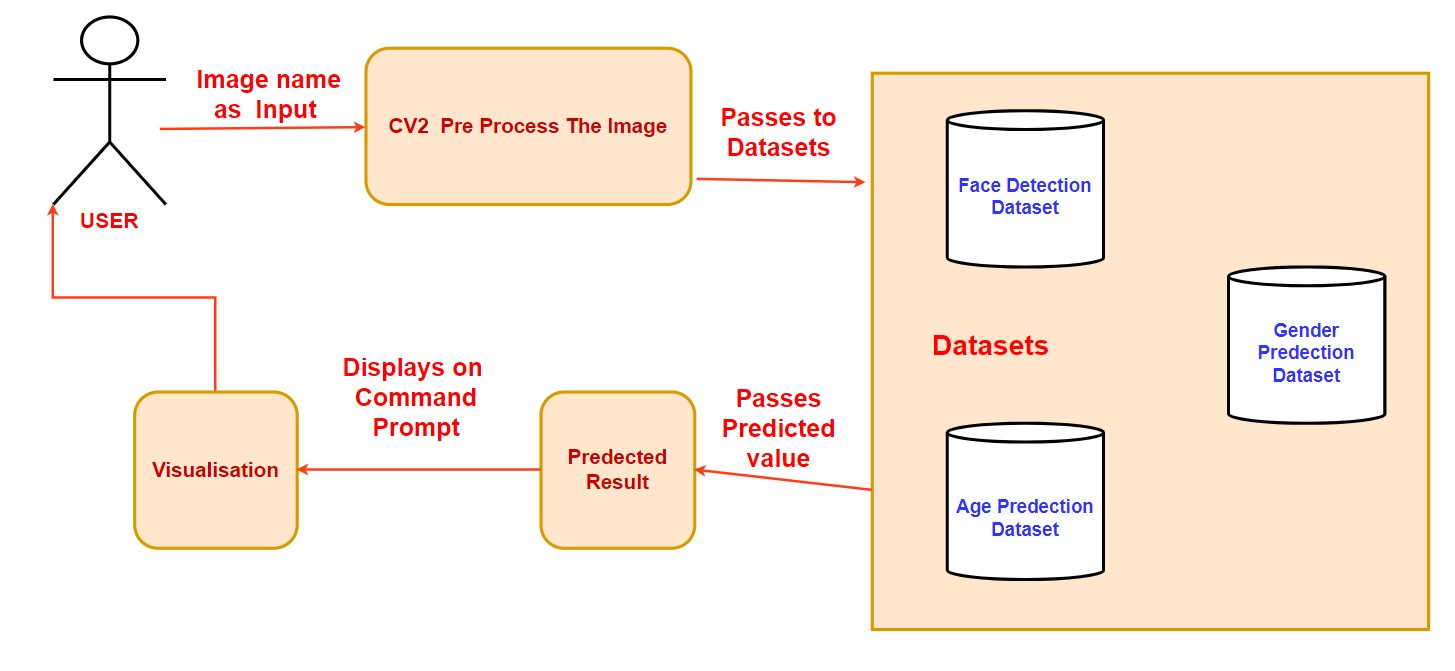 Image name
as Input
CV2 Pre Process The Image
Passes to
Datasets
Face Detection
Dataset
USER
Gender
Predection
Dataset
Datasets
Displays on
Command
Prompt
Passes
Predicted
value
Visualisation
Predected
Result
Age Predection
Dataset